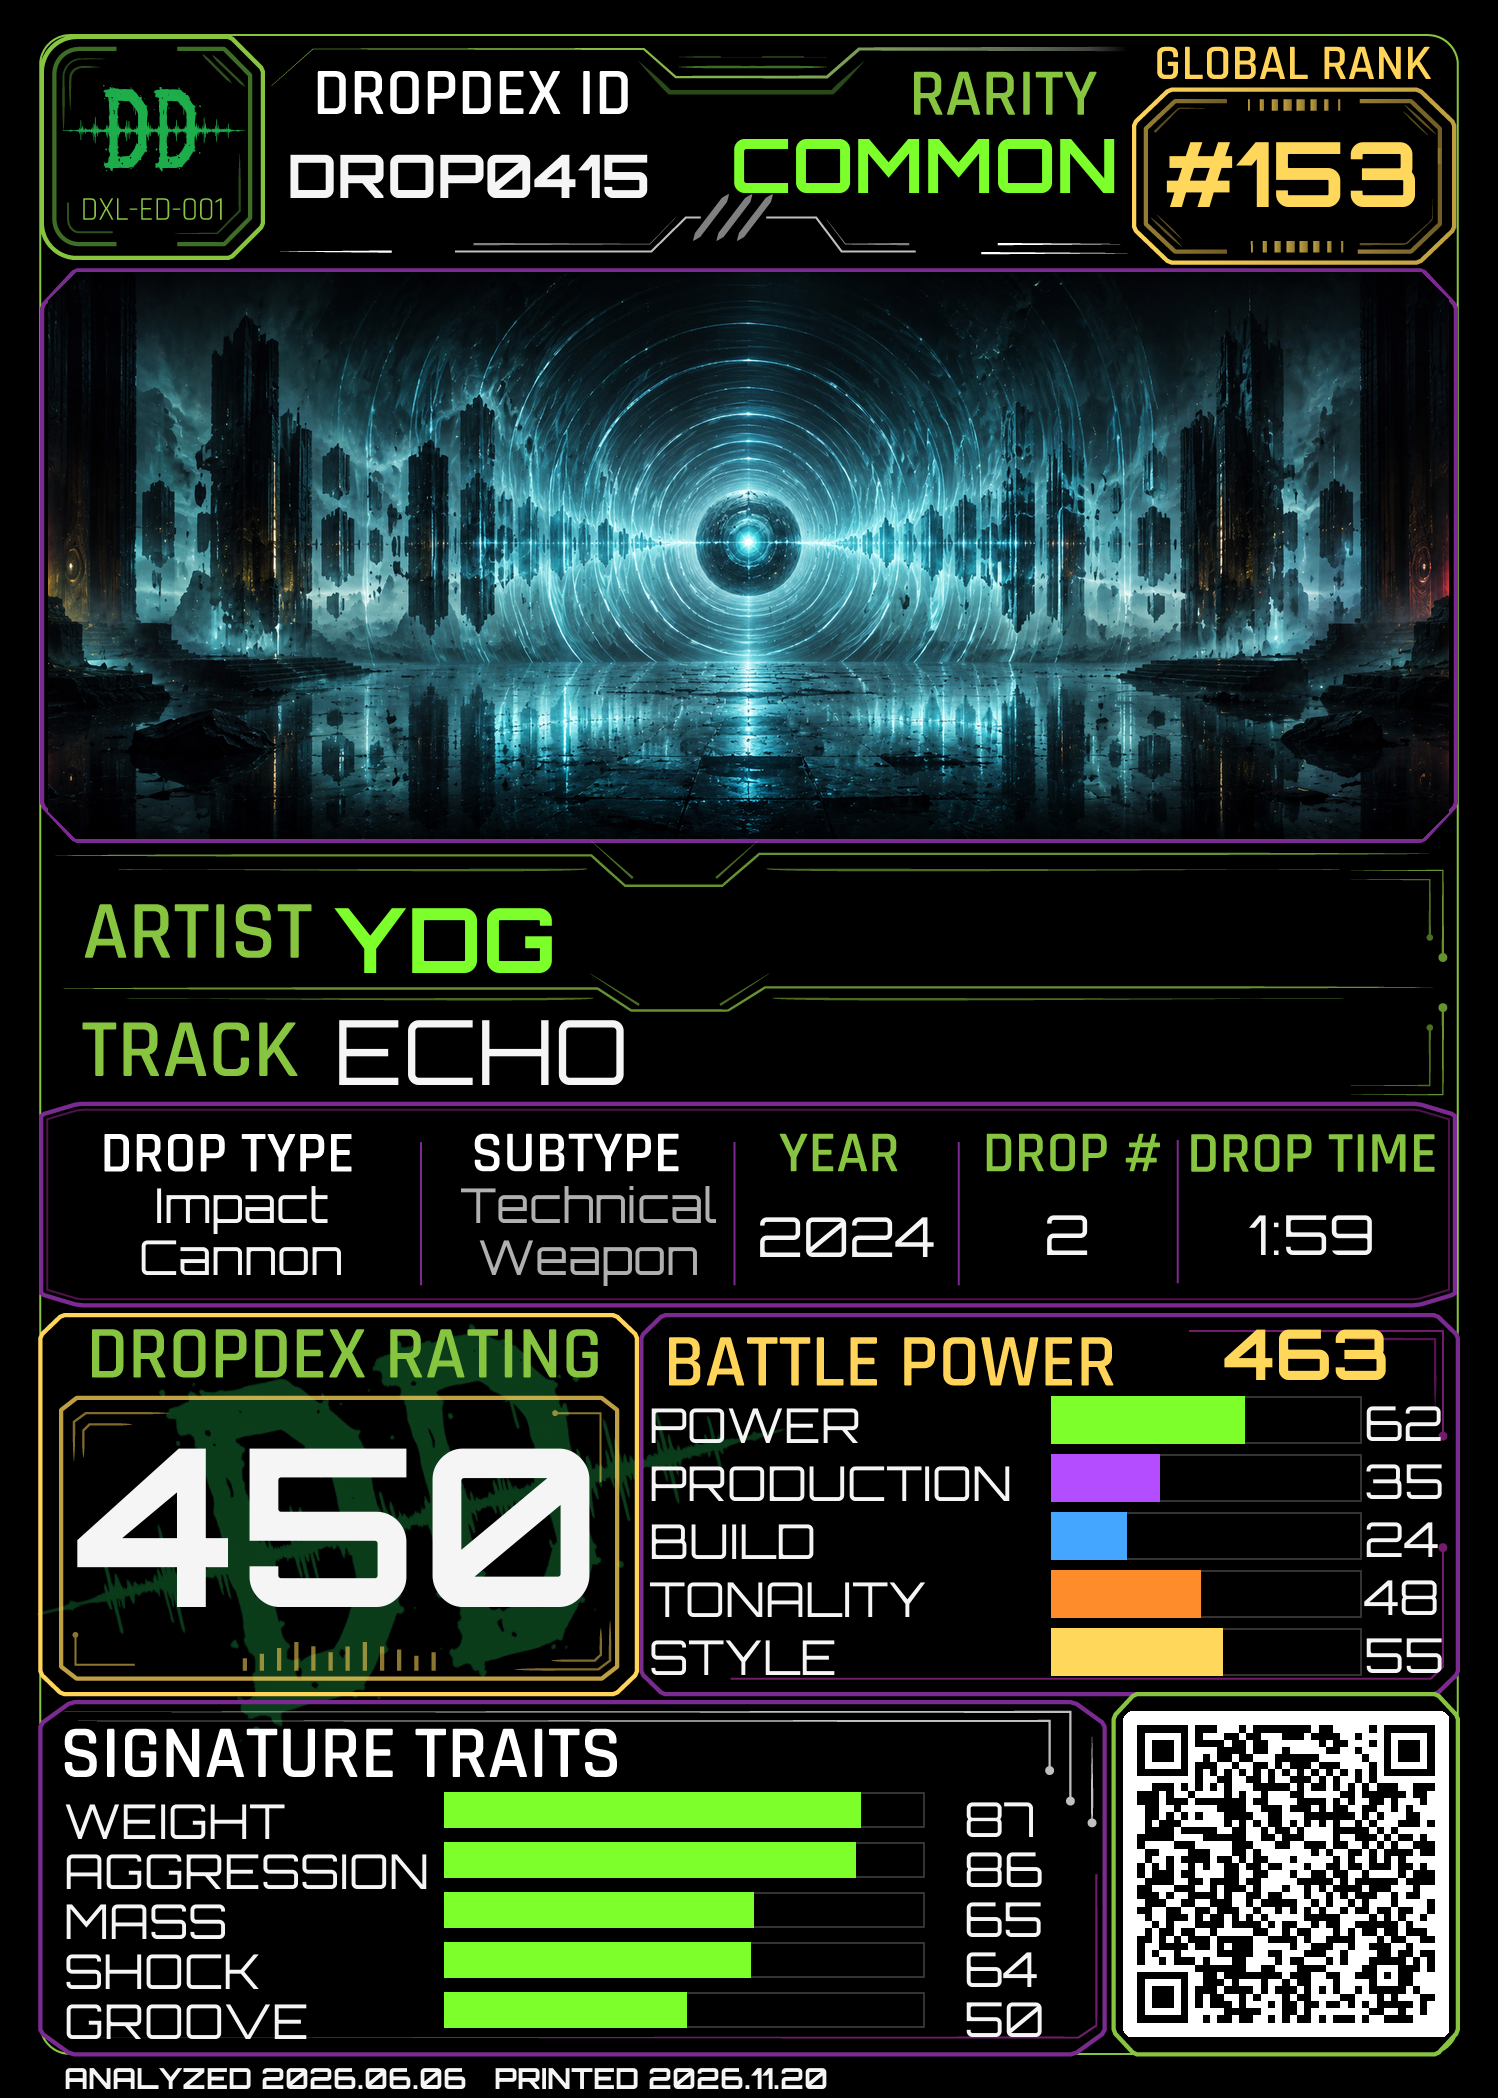 DD
DXL-ED-001
DROPDEX ID
DROP0415
RARITY
COMMON
GLOBAL RANK
#153
ARTIST YDG
TRACK ECHO
DROP TYPE
Impact
Cannon
SUBTYPE
Technical
Weapon
YEAR
2024
DROP #
2
DROP TIME
1:59
DROPDEX RATING
450
BATTLE POWER 463
POWER 62
PRODUCTION 35
BUILD 24
TONALITY 48
STYLE 55
SIGNATURE TRAITS
WEIGHT 87
AGGRESSION 86
MASS 65
SHOCK 64
GROOVE 50
ANALYZED 2026.06.06 PRINTED 2026.11.20